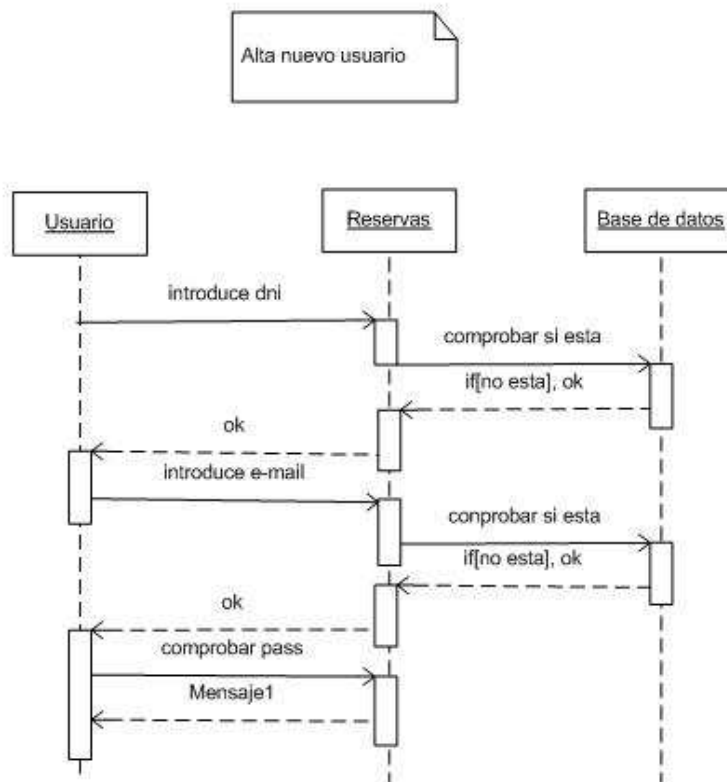 Alta nuevo usuario
Usuario
Reservas
Base de datos
introduce dni
comprobar si esta
if[no esta], ok
ok
introduce e-mail
conprobar si esta
if[no esta], ok
ok
comprobar pass
Mensaje1